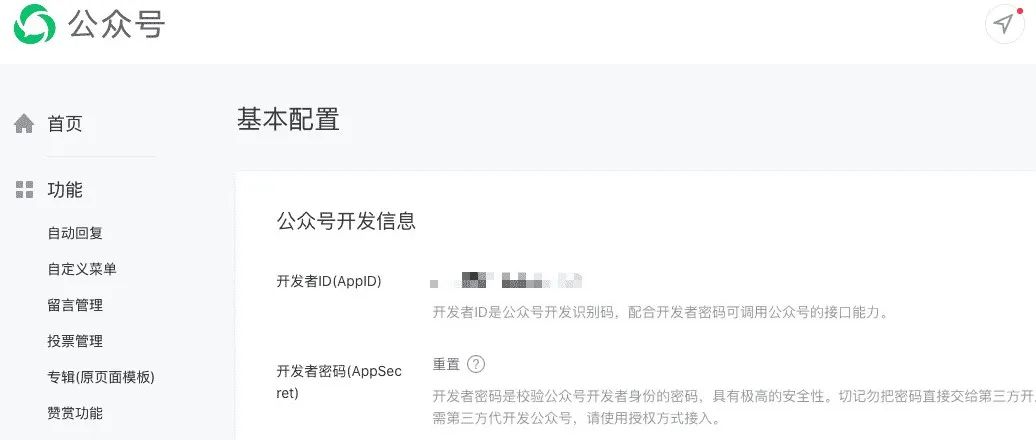 公众号
首页
功能
自动回复
自定义菜单
留言管理
投票管理
专辑(原页面模板)
赞赏功能
基本配置
公众号开发信息
开发者ID(AppID)
开发者ID是公众号开发识别码，配合开发者密码可调用公众号的接口能力。
开发者密码(AppSec
ret)
重置 ?
开发者密码是校验公众号开发者身份的密码，具有极高的安全性。切记勿把密码直接交给第三方开
需第三方代开发公众号，请使用授权方式接入。